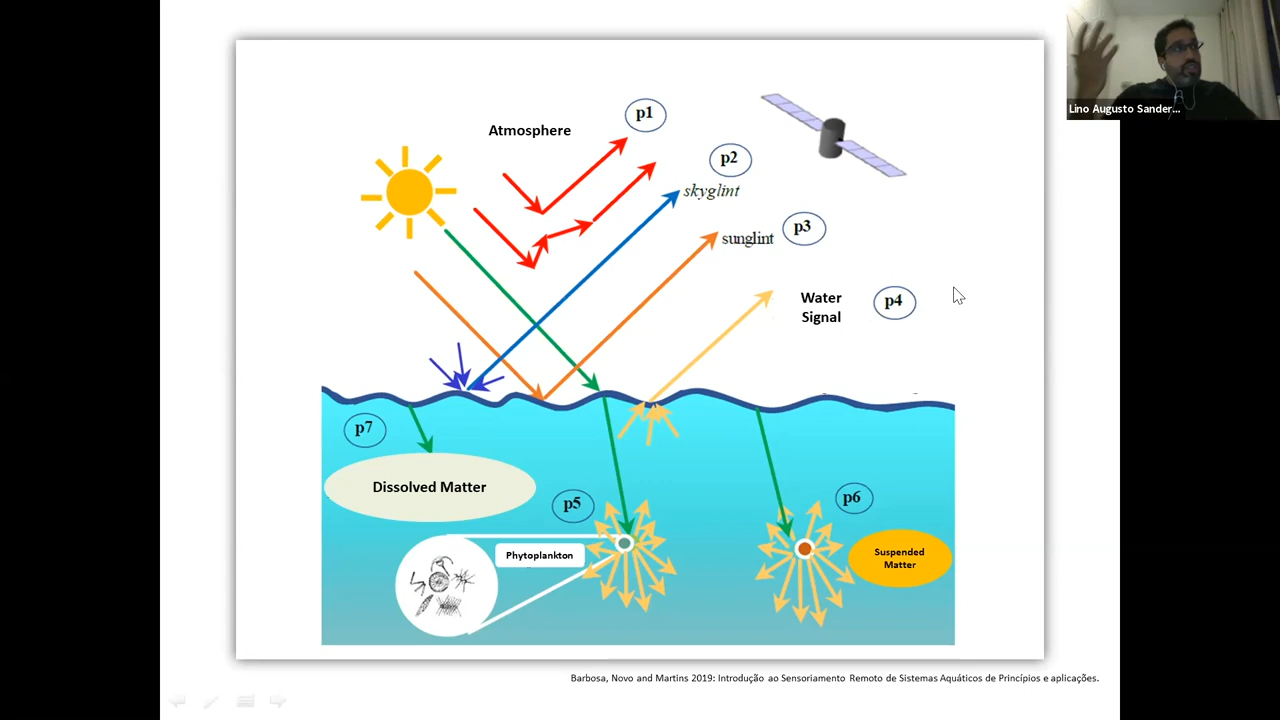 Lino Augusto Sander...
Atmosphere
p1
p2
skyglint
p3
sunglint
Water
Signal
p4
p7
Dissolved Matter
p5
p6
Phytoplankton
Suspended
Matter
Barbosa, Novo and Martins 2019: Introdução ao Sensoriamento Remoto de Sistemas Aquáticos de Princípios e aplicações.